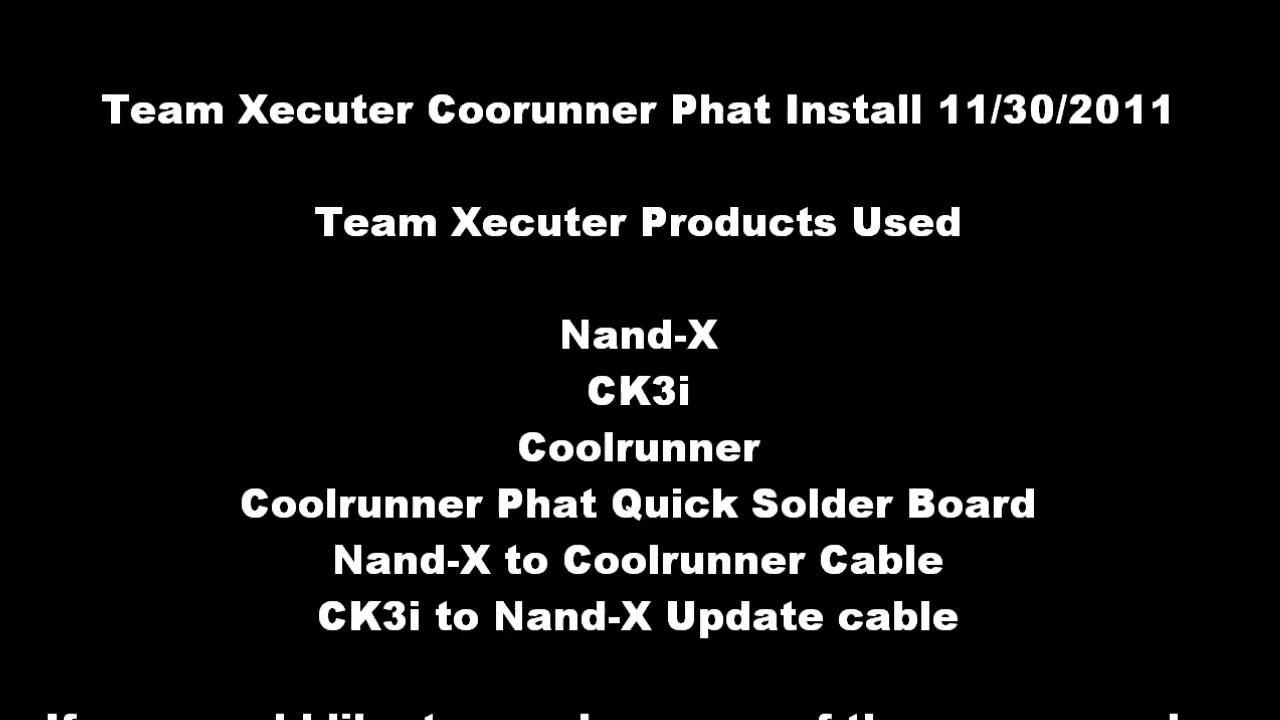 Team Xecuter Coorunner Phat Install 11/30/2011
Team Xecuter Products Used
Nand-X
CK3i
Coolrunner
Coolrunner Phat Quick Solder Board
Nand-X to Coolrunner Cable
CK3i to Nand-X Update cable